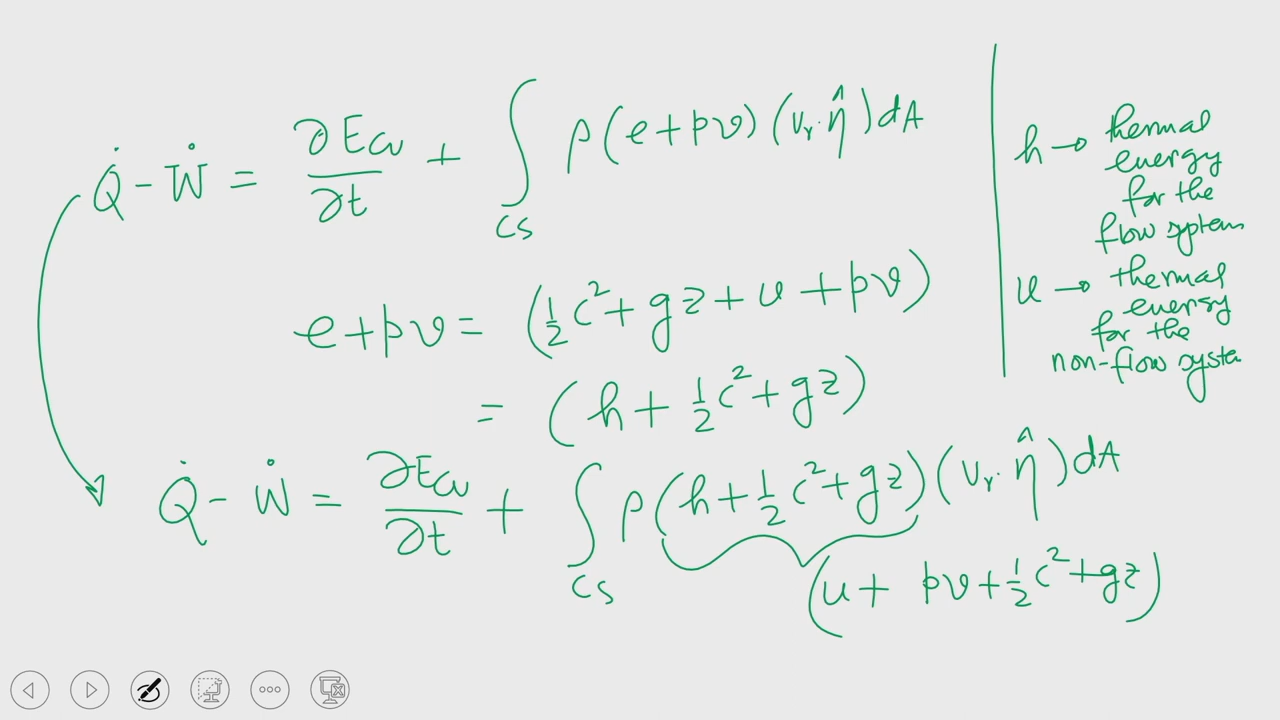 Q̇ - Ẇ = ∂E_cv/∂t + ∫_CS ρ(e+pv)(v_r·η̂)dA
e+pv = (½c²+gz+u+pv)
= (h+½c²+gz)
Q̇ - Ẇ = ∂E_cv/∂t + ∫_CS ρ(h+½c²+gz)(v_r·η̂)dA
(u+ pv+½c²+gz)
h → thermal
energy
for the
flow system
u → thermal
energy
for the
non-flow syste